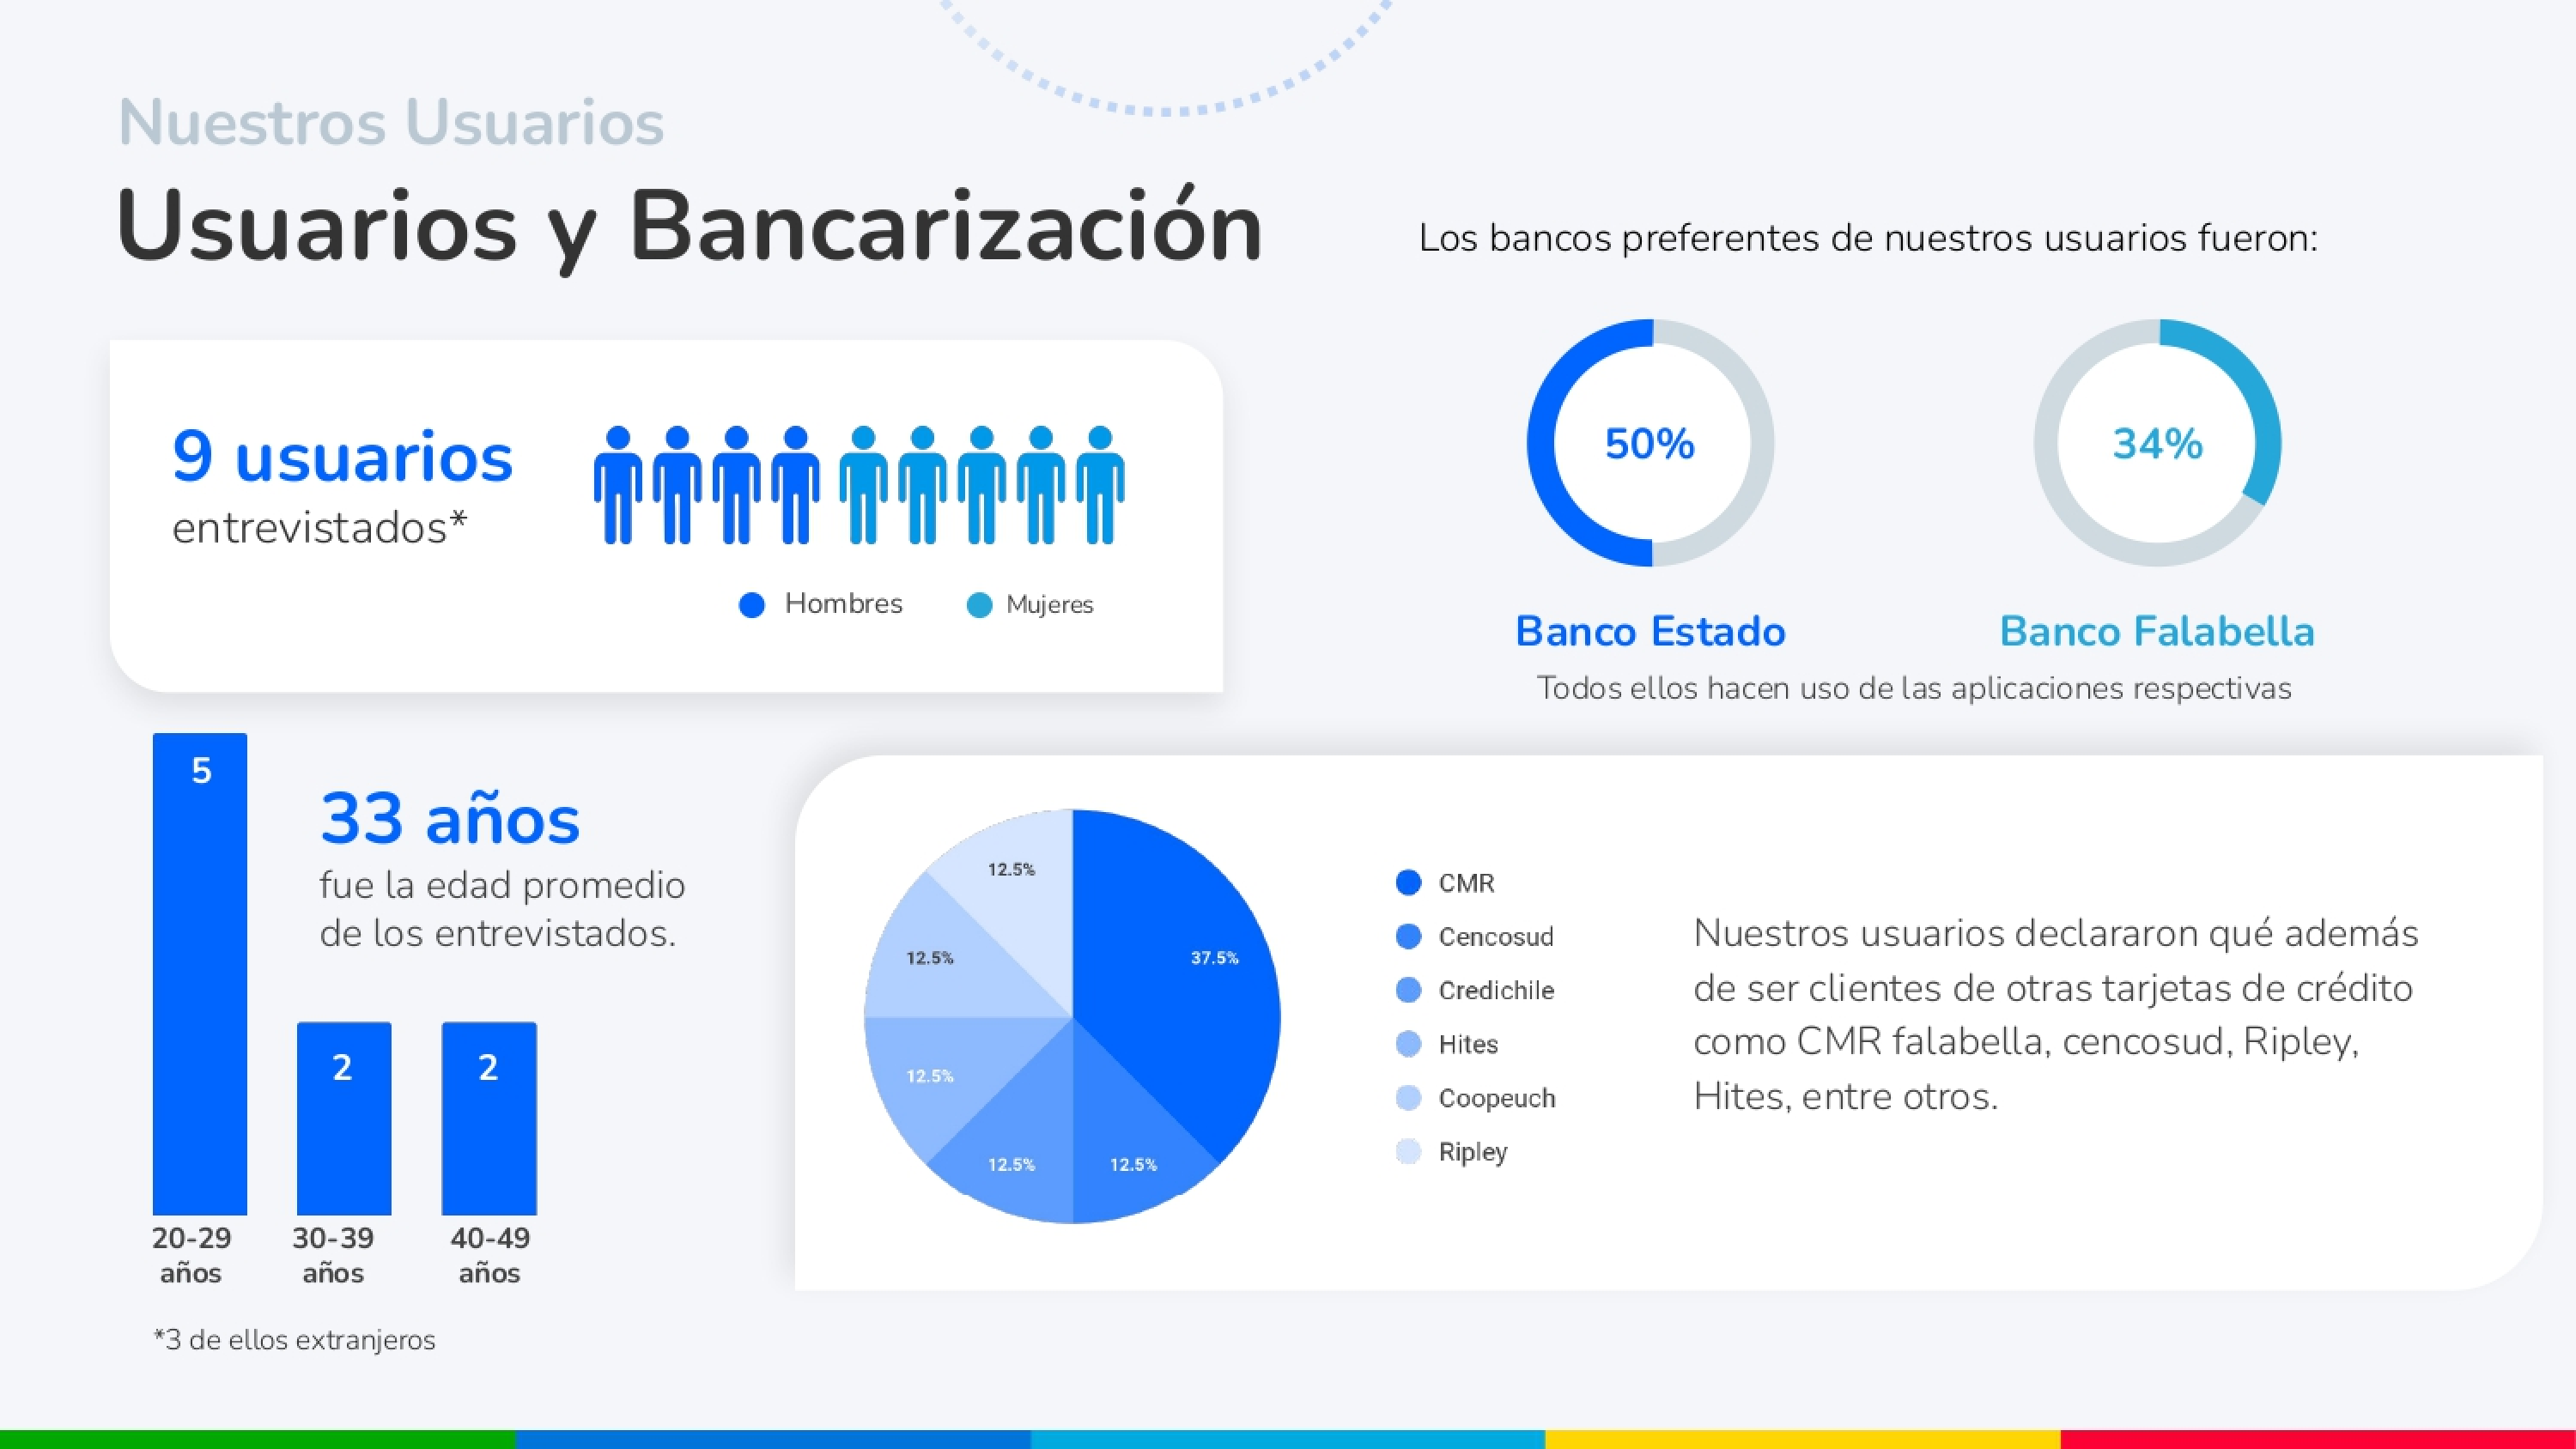 Nuestros Usuarios
Usuarios y Bancarización
9 usuarios
entrevistados*
Hombres
Mujeres
Los bancos preferentes de nuestros usuarios fueron:
50%
34%
Banco Estado
Banco Falabella
Todos ellos hacen uso de las aplicaciones respectivas
5
33 años
fue la edad promedio
de los entrevistados.
2
2
20-29
años
30-39
años
40-49
años
*3 de ellos extranjeros
12.5%
37.5%
12.5%
12.5%
12.5%
12.5%
CMR
Cencosud
Credichile
Hites
Coopeuch
Ripley
Nuestros usuarios declararon qué además
de ser clientes de otras tarjetas de crédito
como CMR falabella, cencosud, Ripley,
Hites, entre otros.